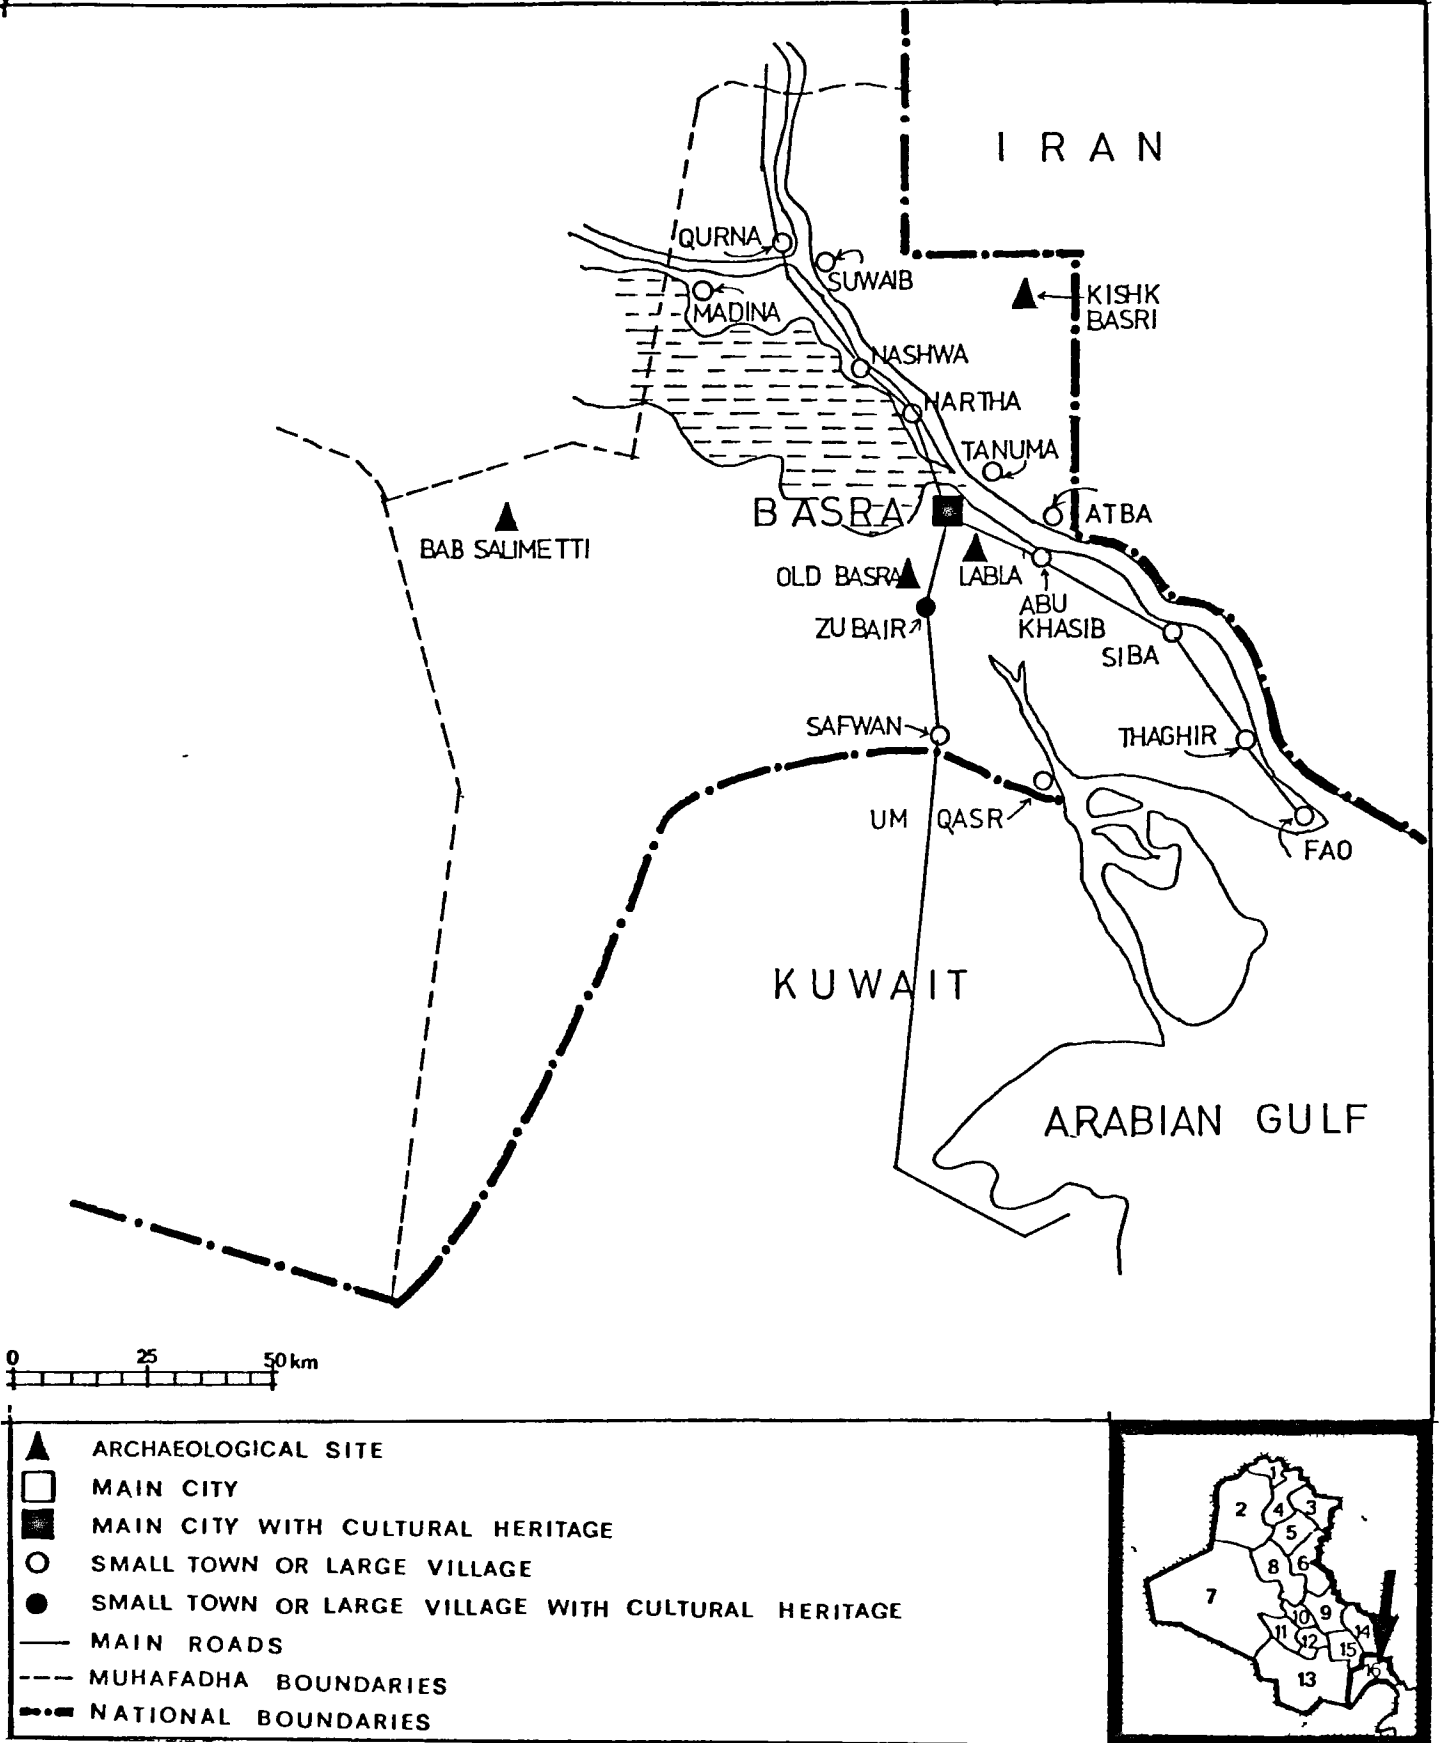 IRAN
QURNA
SUWAIB
MADINA
KISHK
BASRI
NASHWA
HARTHA
TANUMA
BASRA
ATBA
BAB SALIMETTI
OLD BASRA
LABLA
ABU
KHASIB
ZUBAIR
SIBA
SAFWAN
THAGHIR
UM QASR
FAO
KUWAIT
ARABIAN GULF
0 25 50km
ARCHAEOLOGICAL SITE
MAIN CITY
MAIN CITY WITH CULTURAL HERITAGE
SMALL TOWN OR LARGE VILLAGE
SMALL TOWN OR LARGE VILLAGE WITH CULTURAL HERITAGE
MAIN ROADS
MUHAFADHA BOUNDARIES
NATIONAL BOUNDARIES
1
2
4
3
5
8
6
7
10
9
11
12
14
15
13
16